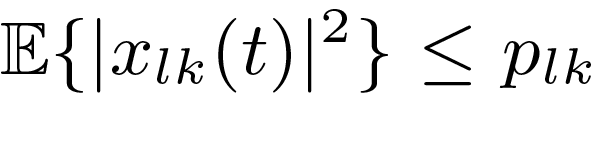 𝔼{|x_{lk}(t)|^2} ≤ p_{lk}